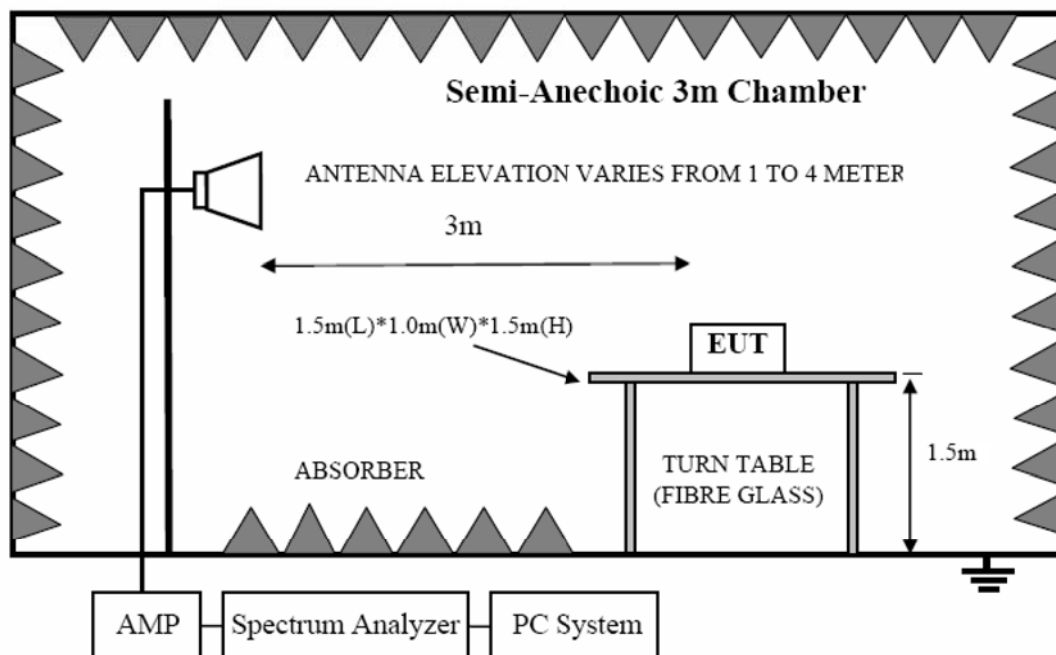 Semi-Anechoic 3m Chamber
ANTENNA ELEVATION VARIES FROM 1 TO 4 METER
3m
1.5m(L)*1.0m(W)*1.5m(H)
EUT
1.5m
ABSORBER
TURN TABLE
(FIBRE GLASS)
AMP
Spectrum Analyzer
PC System